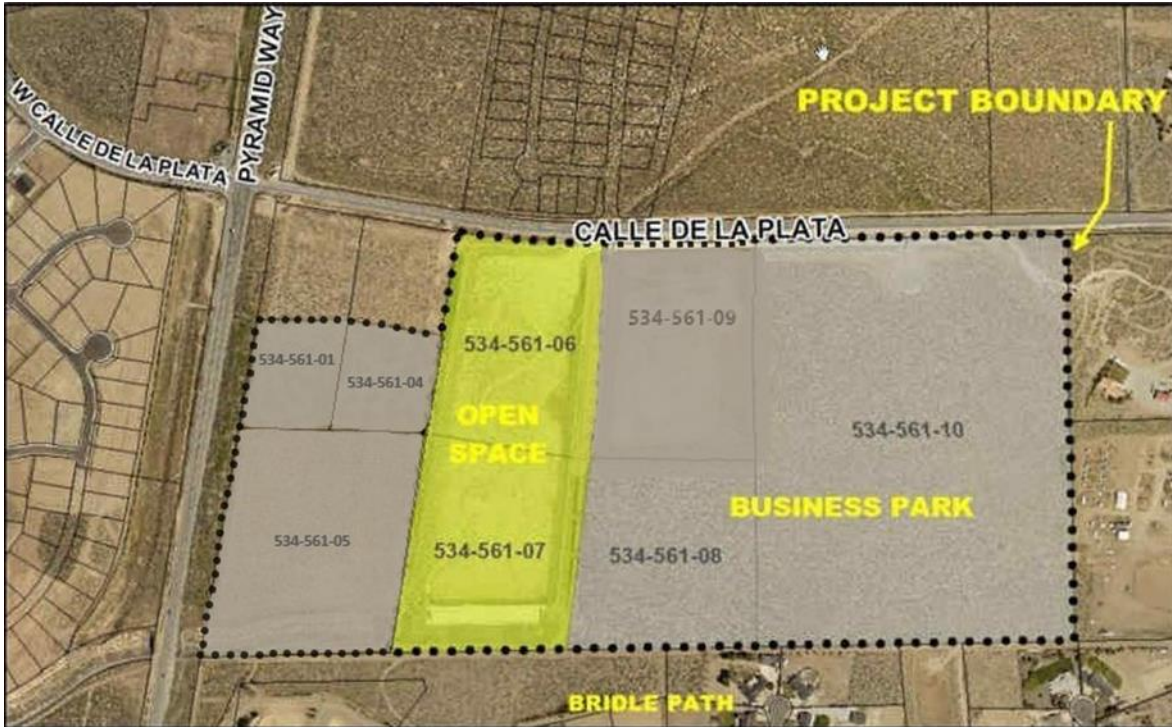 PYRAMID WAY
W CALLE DE LA PLATA
PROJECT BOUNDARY
CALLE DE LA PLATA
534-561-09
534-561-06
534-561-01
534-561-04
OPEN
SPACE
534-561-10
BUSINESS PARK
534-561-05
534-561-07
534-561-08
BRIDLE PATH